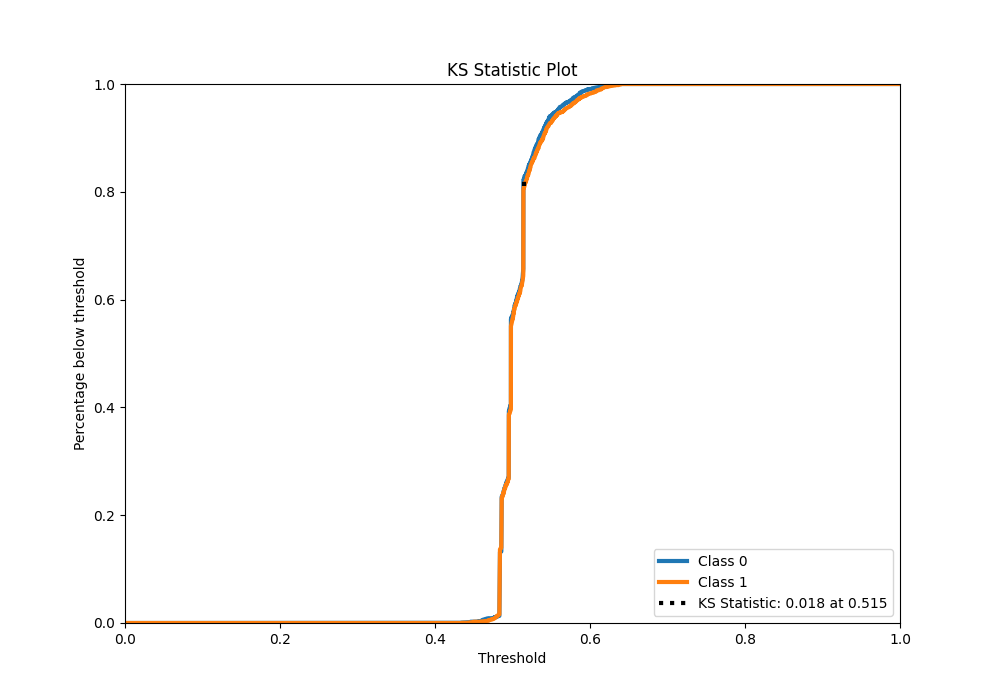 KS Statistic Plot
1.0
0.8
0.6
0.4
0.2
0.0
Percentage below threshold
0.0 0.2 0.4 0.6 0.8 1.0
Threshold
Class 0
Class 1
KS Statistic: 0.018 at 0.515